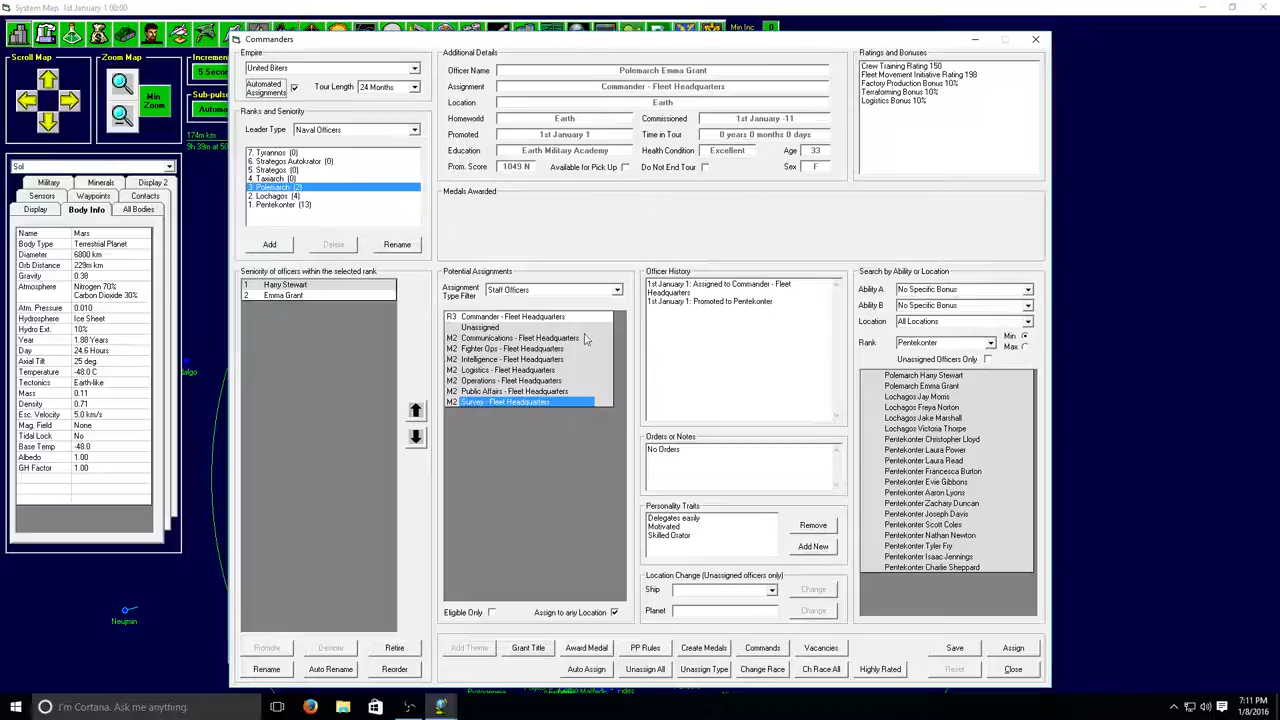 System Map   1st January 1 00:00
Min Inc
Scroll Map
Zoom Map
Min
Zoom
Sol
Military
Minerals
Display 2
Sensors
Waypoints
Contacts
Display
Body Info
All Bodies
Name Mars
Body Type Terrestrial Planet
Diameter 6800 km
Orb Distance 229m km
Gravity 0.38
Atmosphere Nitrogen 70%
Carbon Dioxide 30%
Atm. Pressure 0.010
Hydrosphere Ice Sheet
Hydro Ext. 10%
Year 1.88 Years
Day 24.6 Hours
Axial Tilt 25 deg
Temperature -48.0 C
Tectonics Earth-like
Mass 0.11
Density 0.71
Esc. Velocity 5.0 km/s
Mag. Field None
Tidal Lock No
Base Temp -48.0
Albedo 1.00
GH Factor 1.00
174m km
Neujmin
Commanders
Empire
United Biters
Automated
Assignments
Tour Length 24 Months
Ranks and Seniority
Leader Type Naval Officers
7. Tyrannos (0)
6. Strategos Autokrator (0)
5. Strategos (0)
4. Taxiarch (0)
3. Polemarch (2)
2. Lochagos (4)
1. Pentekonter (13)
Add
Delete
Rename
Seniority of officers within the selected rank
1 Harry Stewart
2 Emma Grant
Promote
Demote
Retire
Rename
Auto Rename
Reorder
Additional Details
Officer Name Polemarch Emma Grant
Assignment Commander - Fleet Headquarters
Location Earth
Homeworld Earth Commissioned 1st January -11
Promoted 1st January 1 Time in Tour 0 years 0 months 0 days
Education Earth Military Academy Health Condition Excellent Age 33
Prom. Score 1049 N Available for Pick Up Do Not End Tour Sex F
Medals Awarded
Potential Assignments
Assignment
Type Filter
Staff Officers
R3 Commander - Fleet Headquarters
Unassigned
M2 Communications - Fleet Headquarters
M2 Fighter Ops - Fleet Headquarters
M2 Intelligence - Fleet Headquarters
M2 Logistics - Fleet Headquarters
M2 Operations - Fleet Headquarters
M2 Public Affairs - Fleet Headquarters
M2 Survey - Fleet Headquarters
Eligible Only
Assign to any Location
Officer History
1st January 1: Assigned to Commander - Fleet
Headquarters
1st January 1: Promoted to Pentekonter
Orders or Notes
No Orders
Personality Traits
Delegates easily
Motivated
Skilled Orator
Remove
Add New
Location Change (Unassigned officers only)
Ship
Change
Planet
Change
Ratings and Bonuses
Crew Training Rating 150
Fleet Movement Initiative Rating 198
Factory Production Bonus 10%
Terraforming Bonus 10%
Logistics Bonus 10%
Search by Ability or Location
Ability A No Specific Bonus
Ability B No Specific Bonus
Location All Locations
Rank Pentekonter
Min
Max
Unassigned Officers Only
Polemarch Harry Stewart
Polemarch Emma Grant
Lochagos Jay Morris
Lochagos Freya Norton
Lochagos Jake Marshall
Lochagos Victoria Thorpe
Pentekonter Christopher Lloyd
Pentekonter Laura Power
Pentekonter Laura Read
Pentekonter Francesca Burton
Pentekonter Evie Gibbons
Pentekonter Aaron Lyons
Pentekonter Zachary Duncan
Pentekonter Joseph Davis
Pentekonter Scott Coles
Pentekonter Nathan Newton
Pentekonter Tyler Fry
Pentekonter Isaac Jennings
Pentekonter Charlie Sheppard
Add Theme
Grant Title
Award Medal
PP Rules
Create Medals
Commands
Vacancies
Save
Assign
Auto Assign
Unassign All
Unassign Type
Change Race
Ch Race All
Highly Rated
Reset
Close
I'm Cortana. Ask me anything.
7:11 PM
1/8/2016